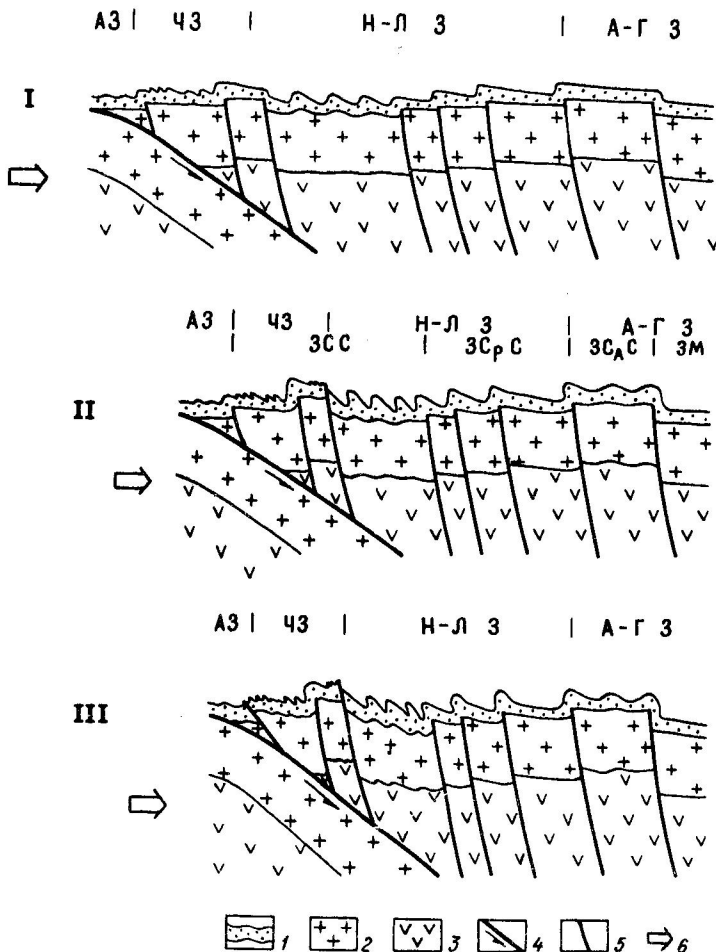 АЗ | ЧЗ | Н-Л З | А-Г З
I
АЗ | ЧЗ | Н-Л З | А-Г З
| ЗСС | ЗСрС | ЗСАС | ЗМ
II
АЗ | ЧЗ | Н-Л З | А-Г З
III
1 2 3 4 5 6